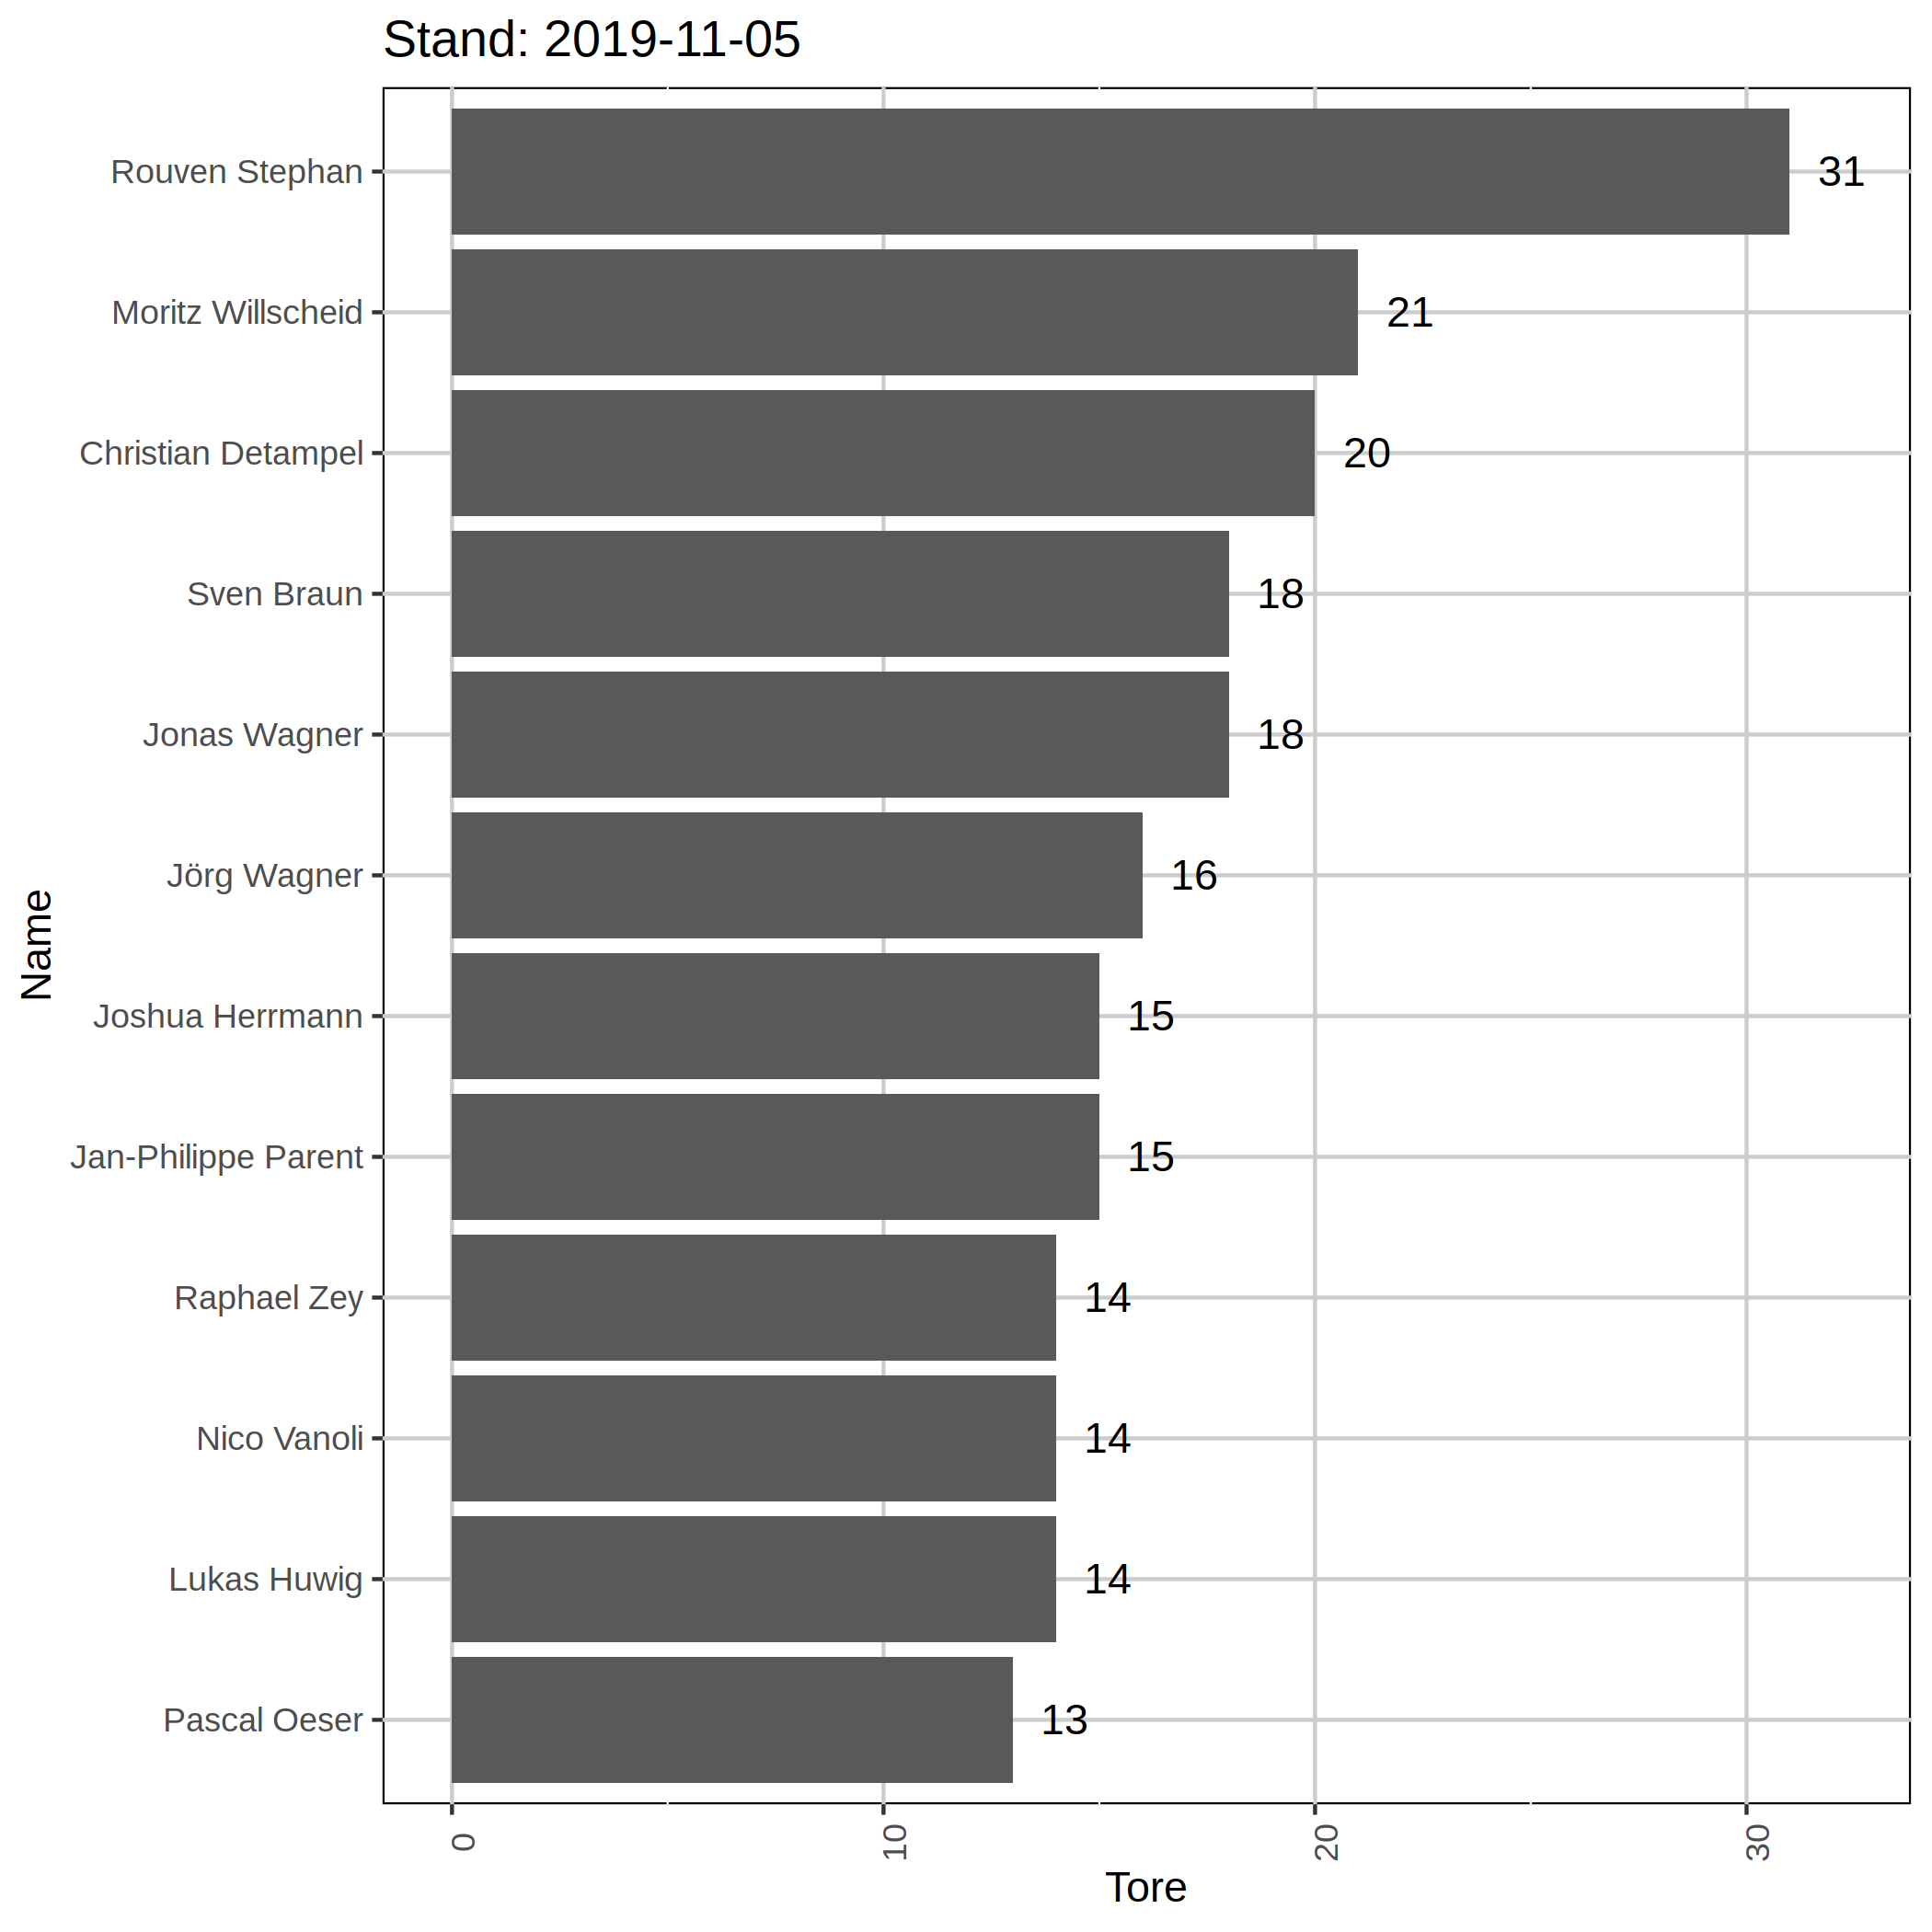 Stand: 2019-11-05
Rouven Stephan 31
Moritz Willscheid 21
Christian Detampel 20
Sven Braun 18
Jonas Wagner 18
Jörg Wagner 16
Joshua Herrmann 15
Jan-Philippe Parent 15
Raphael Zey 14
Nico Vanoli 14
Lukas Huwig 14
Pascal Oeser 13
Name
0 10 20 30
Tore